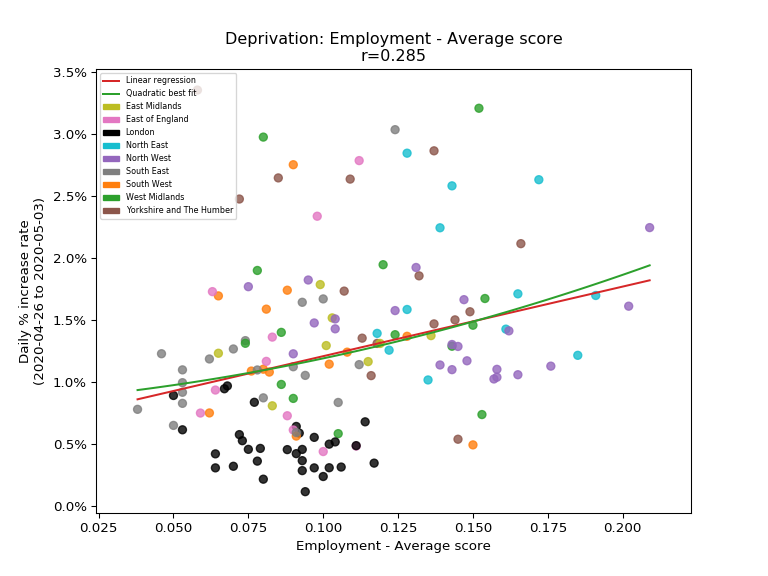 Deprivation: Employment - Average score
r=0.285
3.5%
3.0%
2.5%
2.0%
1.5%
1.0%
0.5%
0.0%
Daily % increase rate
(2020-04-26 to 2020-05-03)
Linear regression
Quadratic best fit
East Midlands
East of England
London
North East
North West
South East
South West
West Midlands
Yorkshire and The Humber
0.025 0.050 0.075 0.100 0.125 0.150 0.175 0.200
Employment - Average score